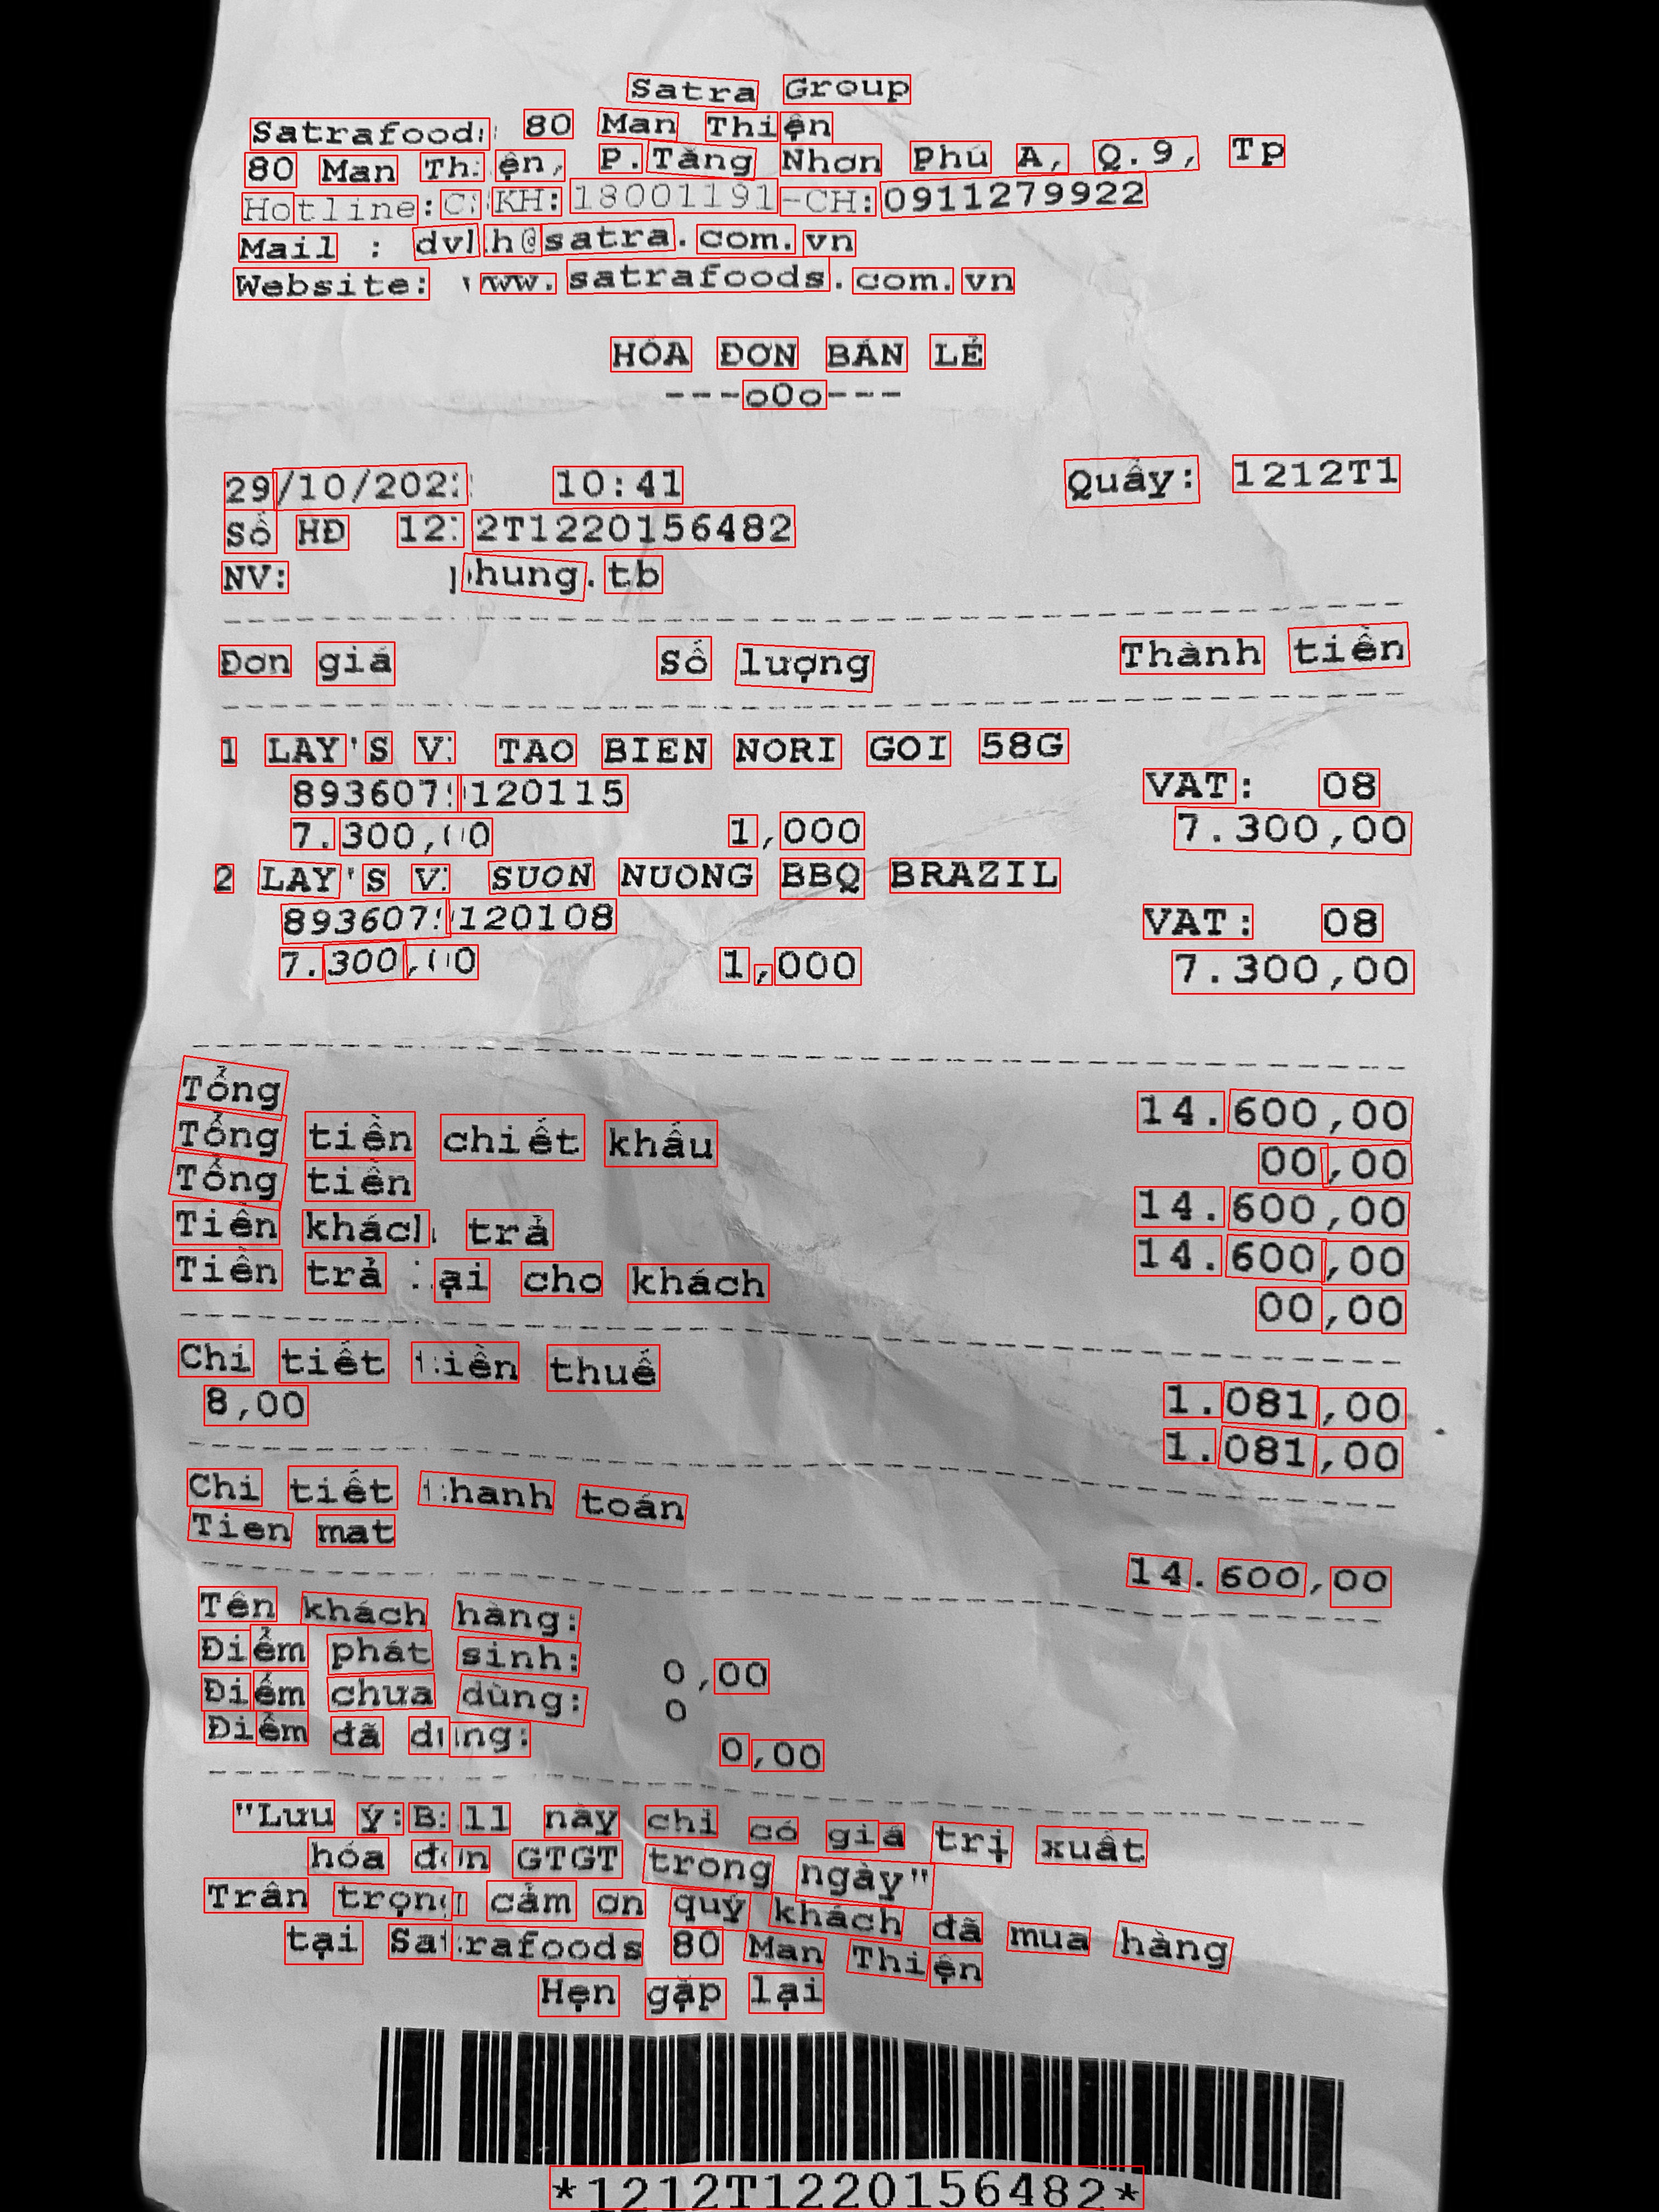 Satra Group
Satrafoods 80 Man Thiện
80 Man Thiện, P.Tăng Nhơn Phú A, Q.9, Tp
Hotline:CSKH:18001191-CH:0911279922
Mail : dvkh@satra.com.vn
Website: www.satrafoods.com.vn
HÓA ĐƠN BÁN LẺ
---oOo---
29/10/2022 10:41 Quầy: 1212T1
Số HĐ 1212T1220156482
NV: phung.tb
Đơn giá Số lượng Thành tiền
1 LAY'S VI TAO BIEN NORI GOI 58G
8936079120115 VAT: 08
7.300,00 1,000 7.300,00
2 LAY'S VI SUON NUONG BBQ BRAZIL
8936079120108 VAT: 08
7.300,00 1,000 7.300,00
Tổng 14.600,00
Tổng tiền chiết khấu 00,00
Tổng tiền 14.600,00
Tiền khách trả 14.600,00
Tiền trả lại cho khách 00,00
Chi tiết tiền thuế 1.081,00
8,00 1.081,00
Chi tiết thanh toán
Tien mat 14.600,00
Tên khách hàng:
Điểm phát sinh: 0,00
Điểm chưa dùng: 0
Điểm đã dùng: 0,00
"Lưu ý:Bill này chỉ có giá trị xuất
hóa đơn GTGT trong ngày"
Trân trọng cảm ơn quý khách đã mua hàng
tại Satrafoods 80 Man Thiện
Hẹn gặp lại
*1212T1220156482*